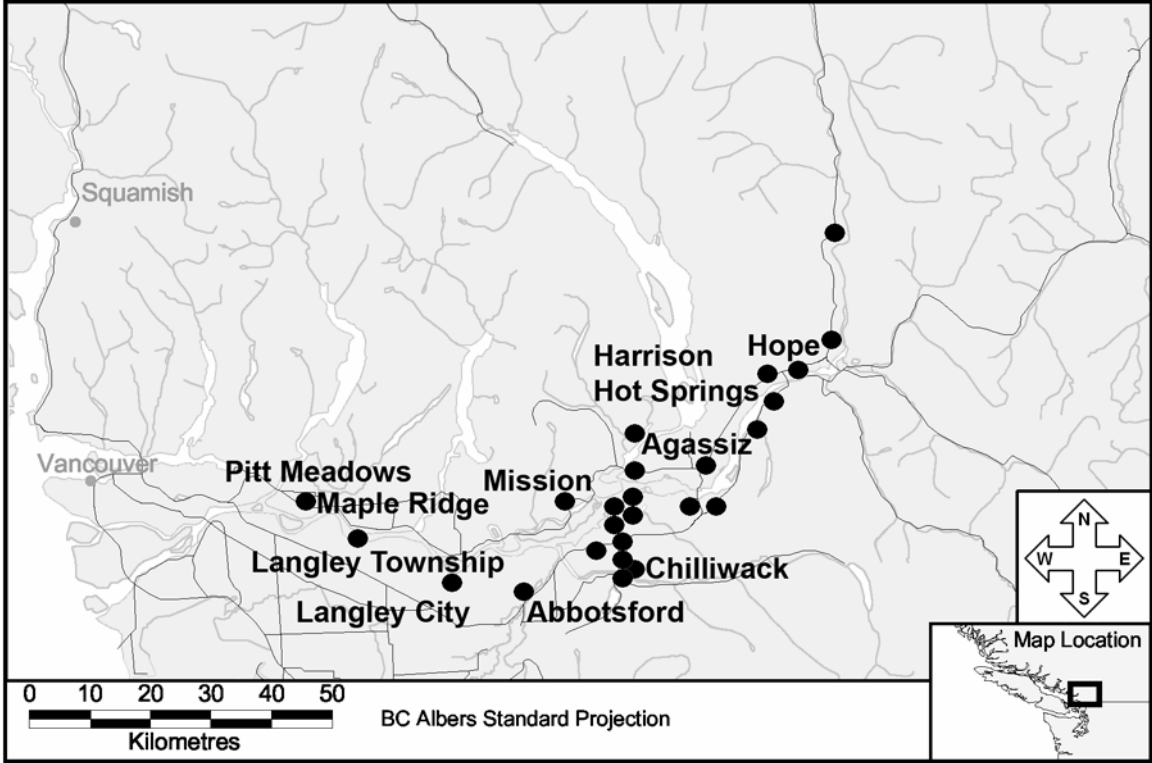 Squamish
Hope
Harrison
Hot Springs
Agassiz
Vancouver
Pitt Meadows
Mission
Maple Ridge
Langley Township
Chilliwack
Langley City
Abbotsford
N
W E
S
Map Location
0 10 20 30 40 50
Kilometres
BC Albers Standard Projection